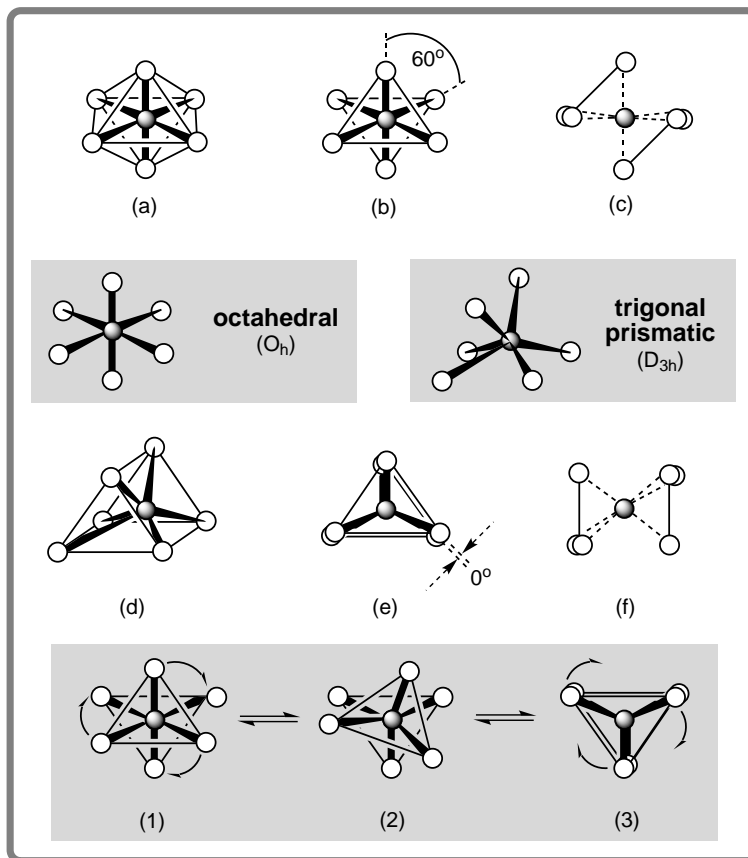 60°
(a)
(b)
(c)
octahedral
(Oₕ)
trigonal
prismatic
(D₃ₕ)
0°
(d)
(e)
(f)
(1)
(2)
(3)